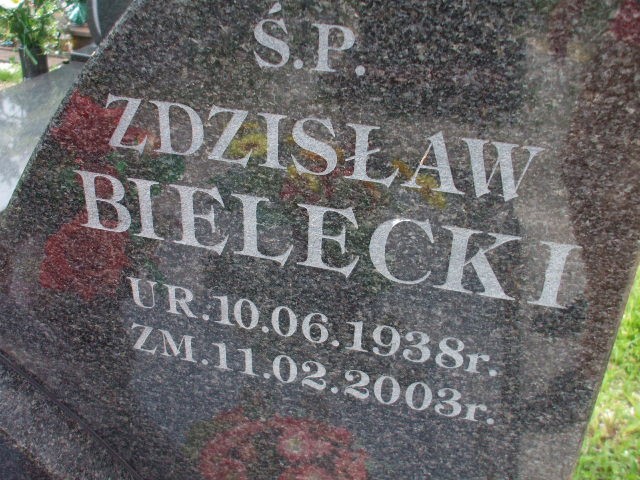 Ś.P.
ZDZISŁAW
BIELECKI
UR.10.06.1938r.
ZM.11.02.2003r.